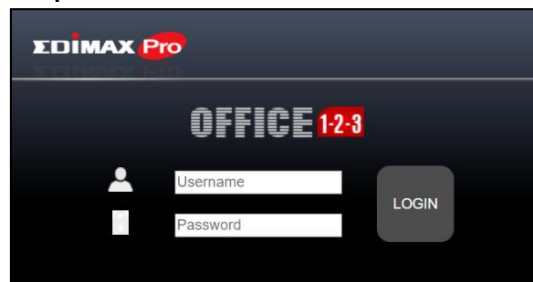 EDIMAX Pro
OFFICE 1-2-3
Username
Password
LOGIN